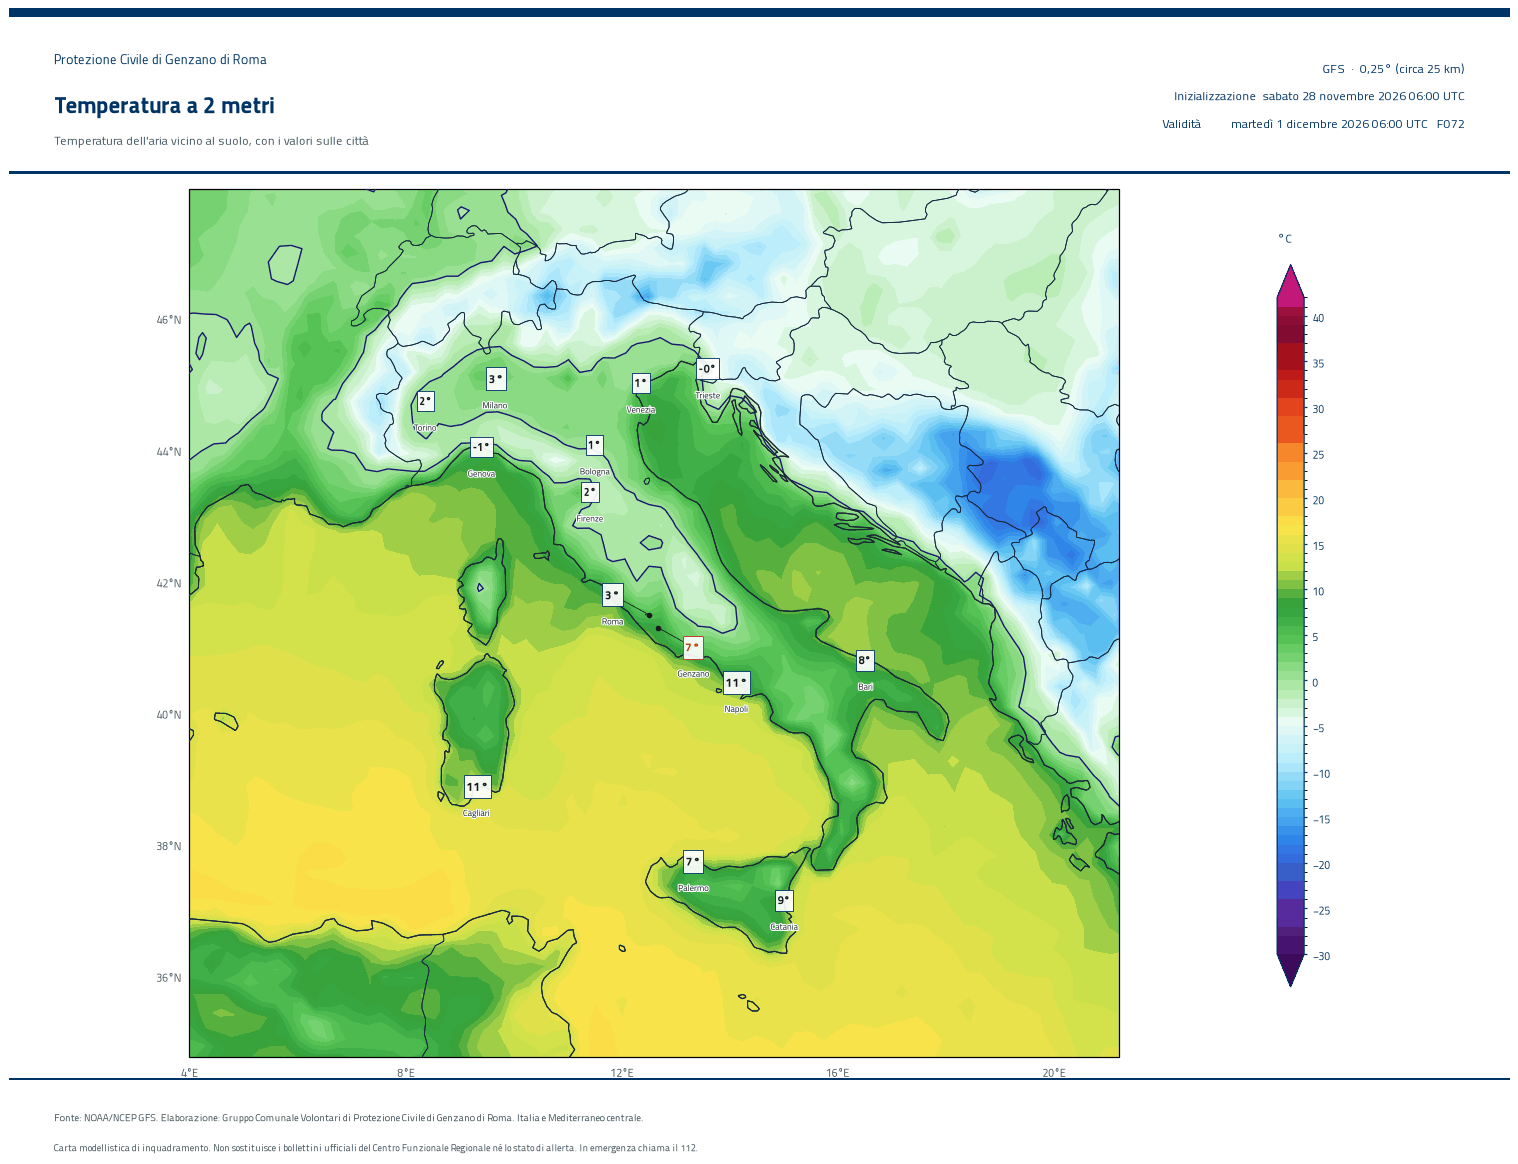 Protezione Civile di Genzano di Roma
Temperatura a 2 metri
Temperatura dell'aria vicino al suolo, con i valori sulle città
GFS · 0,25° (circa 25 km)
Inizializzazione sabato 28 novembre 2026 06:00 UTC
Validità martedì 1 dicembre 2026 06:00 UTC F072
°C
40
35
30
25
20
15
10
5
0
−5
−10
−15
−20
−25
−30
46°N
44°N
42°N
40°N
38°N
36°N
4°E
8°E
12°E
16°E
20°E
-0°
Trieste
3°
Milano
1°
Venezia
2°
Torino
-1°
Genova
1°
Bologna
2°
Firenze
3°
Roma
7°
Genzano
8°
Bari
11°
Napoli
11°
Cagliari
7°
Palermo
9°
Catania
Fonte: NOAA/NCEP GFS. Elaborazione: Gruppo Comunale Volontari di Protezione Civile di Genzano di Roma. Italia e Mediterraneo centrale.
Carta modellistica di inquadramento. Non sostituisce i bollettini ufficiali del Centro Funzionale Regionale né lo stato di allerta. In emergenza chiama il 112.